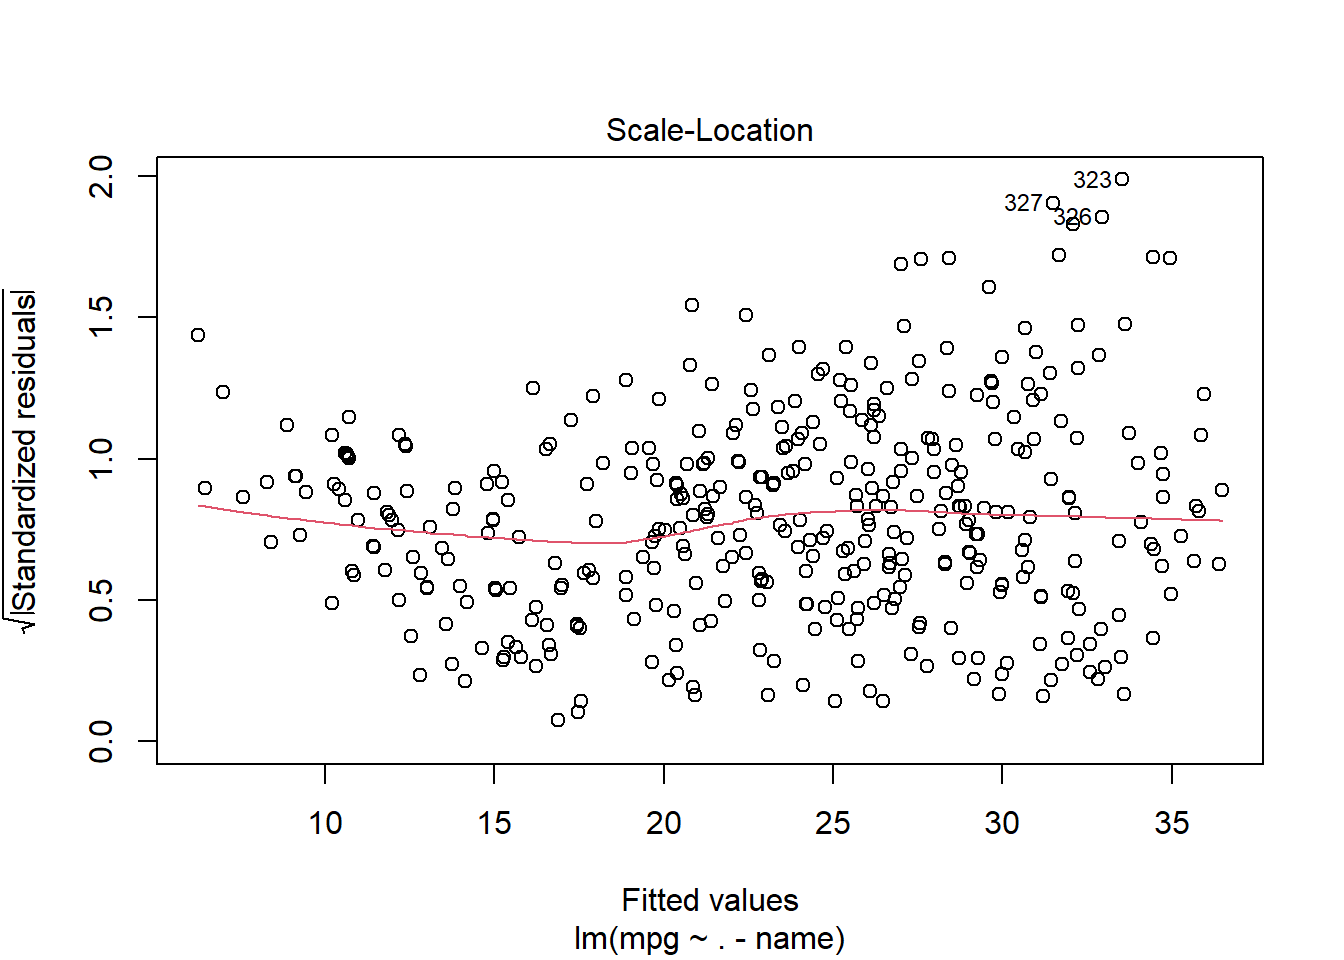 Scale-Location
√|Standardized residuals|
2.0
1.5
1.0
0.5
0.0
323
327
326
10 15 20 25 30 35
Fitted values
lm(mpg ~ . - name)